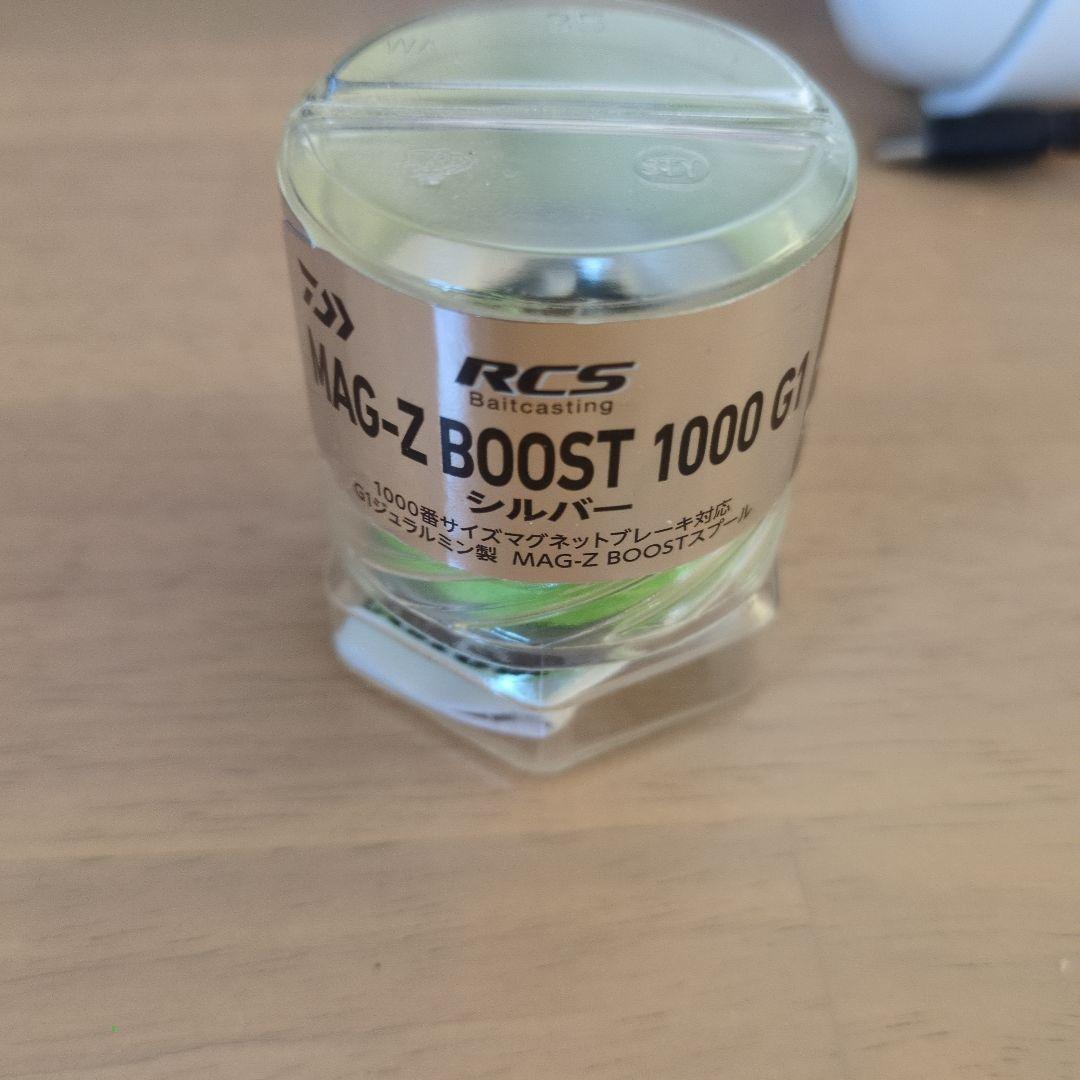 RCS
Baitcasting
MAG-Z BOOST 1000 G1
シルバー
1000番サイズマグネットブレーキ対応
G1ジュラルミン製 MAG-Z BOOSTスプール